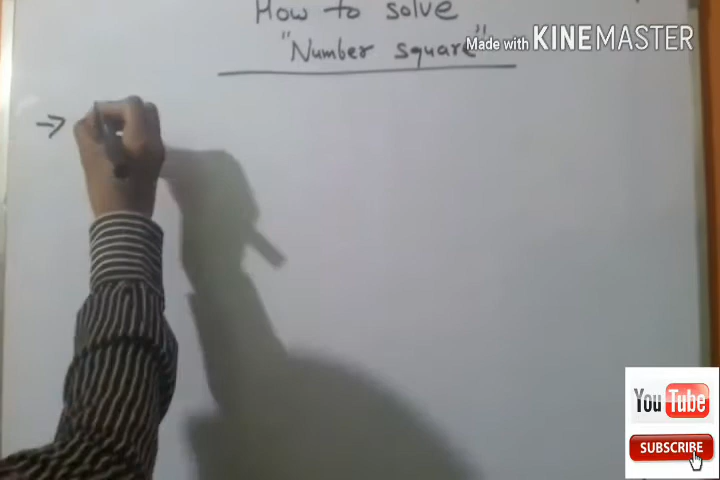 How to solve
"Number square"
Made with KINEMASTER
→
You Tube
SUBSCRIBE